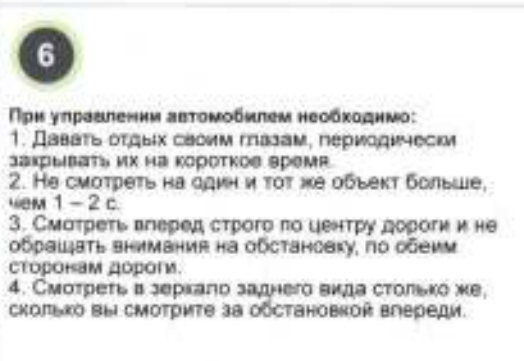 6
При управлении автомобилем необходимо:
1. Давать отдых своим глазам, периодически
закрывать их на короткое время.
2. Не смотреть на один и тот же объект больше,
чем 1 – 2 с.
3. Смотреть вперед строго по центру дороги и не
обращать внимания на обстановку, по обеим
сторонам дороги.
4. Смотреть в зеркало заднего вида столько же,
сколько вы смотрите за обстановкой впереди.